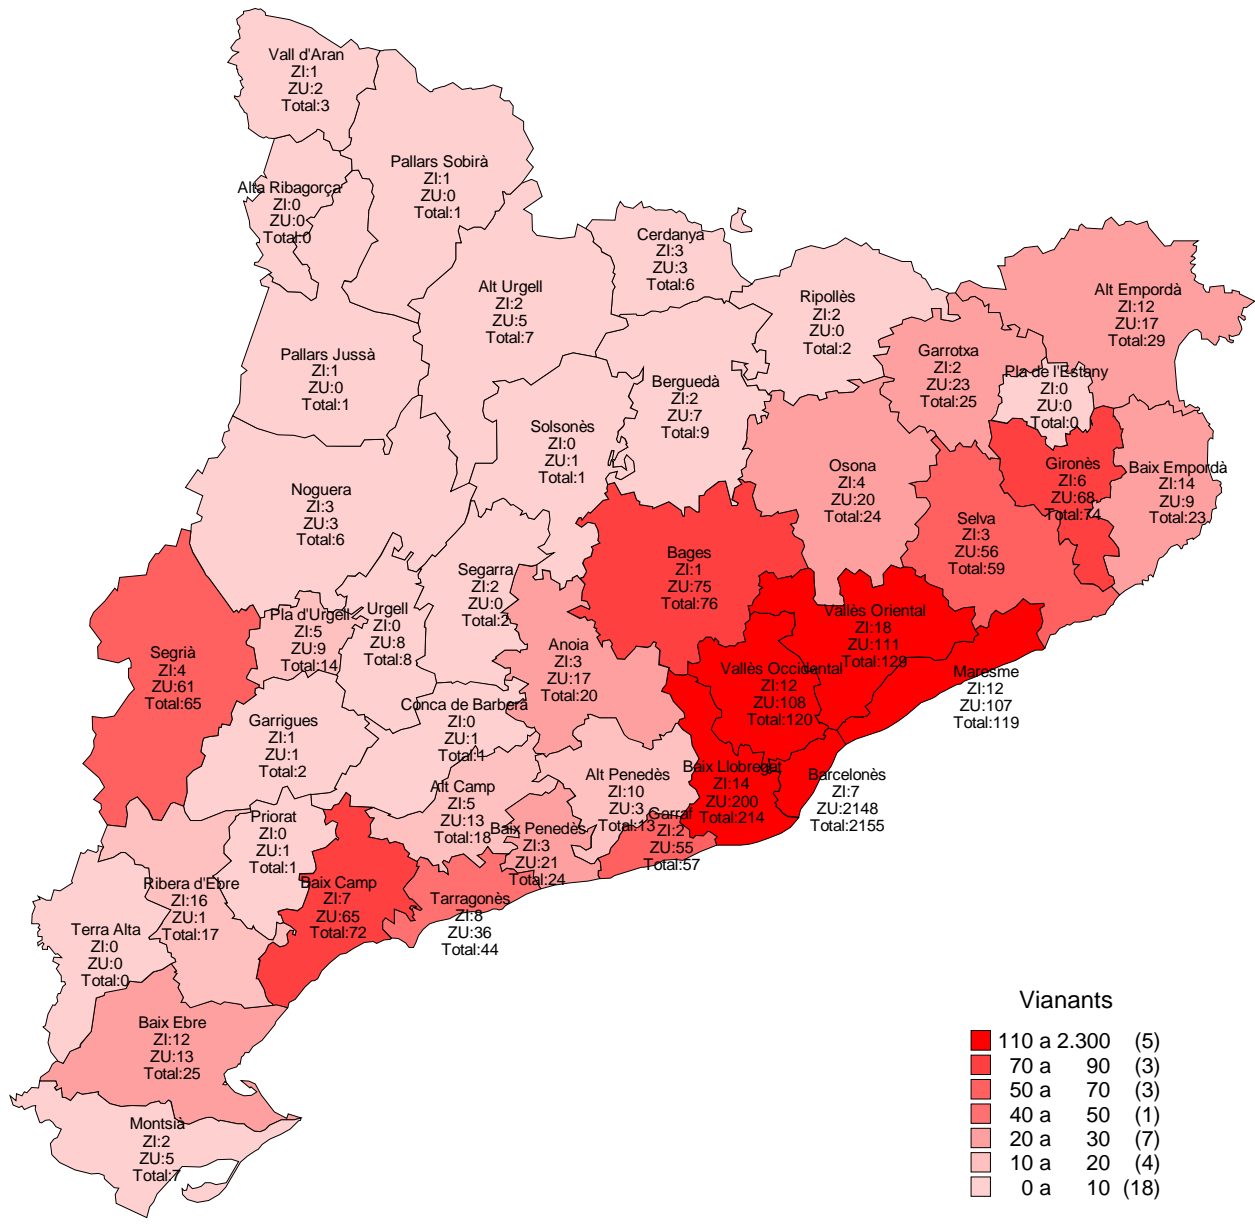 Vall d'Aran
ZI:1
ZU:2
Total:3
Pallars Sobirà
ZI:1
ZU:0
Total:1
Alta Ribagorça
ZI:0
ZU:0
Total:0
Cerdanya
ZI:3
ZU:3
Total:6
Alt Urgell
ZI:2
ZU:5
Total:7
Ripollès
ZI:2
ZU:0
Total:2
Alt Empordà
ZI:12
ZU:17
Total:29
Pallars Jussà
ZI:1
ZU:0
Total:1
Garrotxa
ZI:2
ZU:23
Total:25
Pla de l'Estany
ZI:0
ZU:0
Total:0
Berguedà
ZI:2
ZU:7
Total:9
Solsonès
ZI:0
ZU:1
Total:1
Osona
ZI:4
ZU:20
Total:24
Gironès
ZI:6
ZU:68
Total:74
Baix Empordà
ZI:14
ZU:9
Total:23
Noguera
ZI:3
ZU:3
Total:6
Selva
ZI:3
ZU:56
Total:59
Bages
ZI:1
ZU:75
Total:76
Segarra
ZI:2
ZU:0
Total:2
Pla d'Urgell
ZI:5
ZU:9
Total:14
Urgell
ZI:0
ZU:8
Total:8
Vallès Oriental
ZI:18
ZU:111
Total:129
Segrià
ZI:4
ZU:61
Total:65
Anoia
ZI:3
ZU:17
Total:20
Vallès Occidental
ZI:12
ZU:108
Total:120
Maresme
ZI:12
ZU:107
Total:119
Conca de Barberà
ZI:0
ZU:1
Total:1
Garrigues
ZI:1
ZU:1
Total:2
Baix Llobregat
ZI:14
ZU:200
Total:214
Barcelonès
ZI:7
ZU:2148
Total:2155
Alt Penedès
ZI:10
ZU:3
Total:13
Alt Camp
ZI:5
ZU:13
Total:18
Garraf
ZI:2
ZU:55
Total:57
Priorat
ZI:0
ZU:1
Total:1
Baix Penedès
ZI:3
ZU:21
Total:24
Ribera d'Ebre
ZI:16
ZU:1
Total:17
Baix Camp
ZI:7
ZU:65
Total:72
Tarragonès
ZI:8
ZU:36
Total:44
Terra Alta
ZI:0
ZU:0
Total:0
Baix Ebre
ZI:12
ZU:13
Total:25
Montsià
ZI:2
ZU:5
Total:7
Vianants
110 a 2.300 (5)
70 a 90 (3)
50 a 70 (3)
40 a 50 (1)
20 a 30 (7)
10 a 20 (4)
0 a 10 (18)